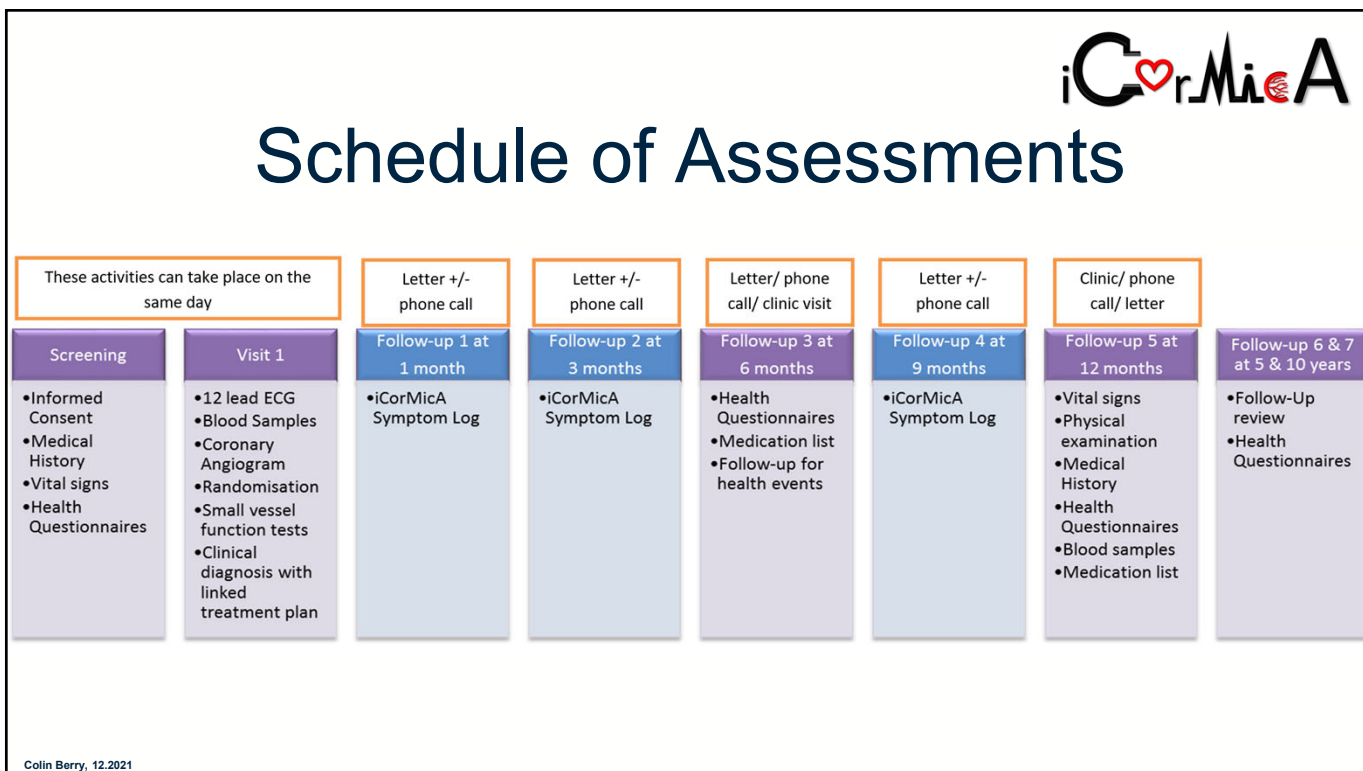 iCorMicA
Schedule of Assessments
These activities can take place on the
same day
Letter +/-
phone call
Letter +/-
phone call
Letter/ phone
call/ clinic visit
Letter +/-
phone call
Clinic/ phone
call/ letter
Screening
•Informed
Consent
•Medical
History
•Vital signs
•Health
Questionnaires
Visit 1
•12 lead ECG
•Blood Samples
•Coronary
Angiogram
•Randomisation
•Small vessel
function tests
•Clinical
diagnosis with
linked
treatment plan
Follow-up 1 at
1 month
•iCorMicA
Symptom Log
Follow-up 2 at
3 months
•iCorMicA
Symptom Log
Follow-up 3 at
6 months
•Health
Questionnaires
•Medication list
•Follow-up for
health events
Follow-up 4 at
9 months
•iCorMicA
Symptom Log
Follow-up 5 at
12 months
•Vital signs
•Physical
examination
•Medical
History
•Health
Questionnaires
•Blood samples
•Medication list
Follow-up 6 & 7
at 5 & 10 years
•Follow-Up
review
•Health
Questionnaires
Colin Berry, 12.2021